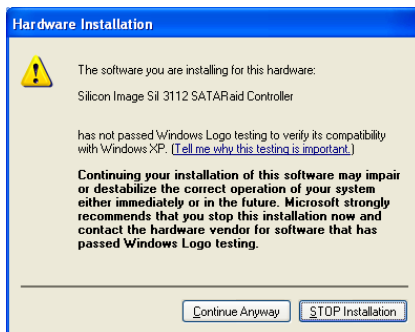 Hardware Installation
The software you are installing for this hardware:
Silicon Image SiI 3112 SATARaid Controller
has not passed Windows Logo testing to verify its compatibility
with Windows XP. (Tell me why this testing is important.)
Continuing your installation of this software may impair
or destabilize the correct operation of your system
either immediately or in the future. Microsoft strongly
recommends that you stop this installation now and
contact the hardware vendor for software that has
passed Windows Logo testing.
Continue Anyway
STOP Installation